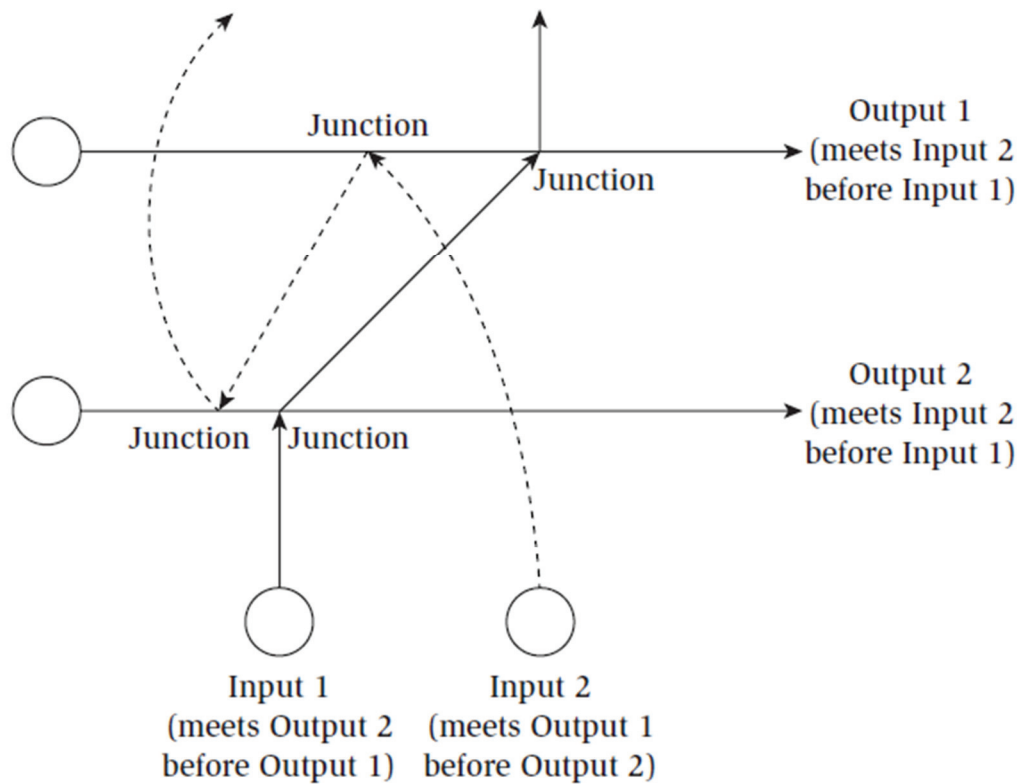 Junction
Output 1
(meets Input 2
before Input 1)
Junction
Output 2
(meets Input 2
before Input 1)
Junction
Junction
Input 1
(meets Output 2
before Output 1)
Input 2
(meets Output 1
before Output 2)